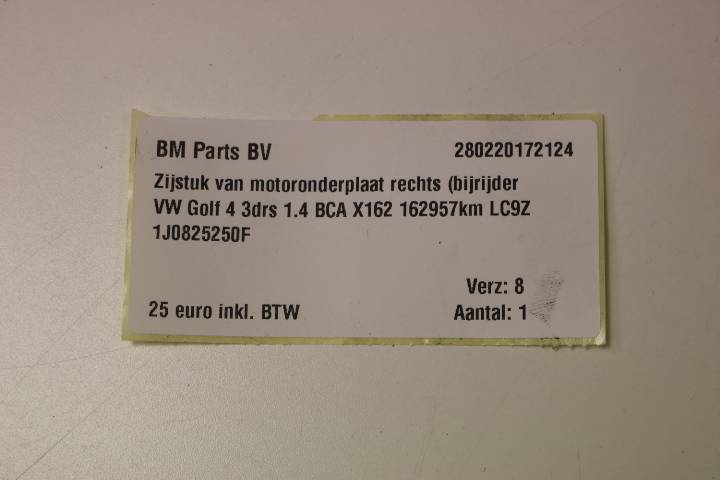 BM Parts BV 280220172124
Zijstuk van motoronderplaat rechts (bijrijder
VW Golf 4 3drs 1.4 BCA X162 162957km LC9Z
1J0825250F
Verz: 8
25 euro inkl. BTW Aantal: 1